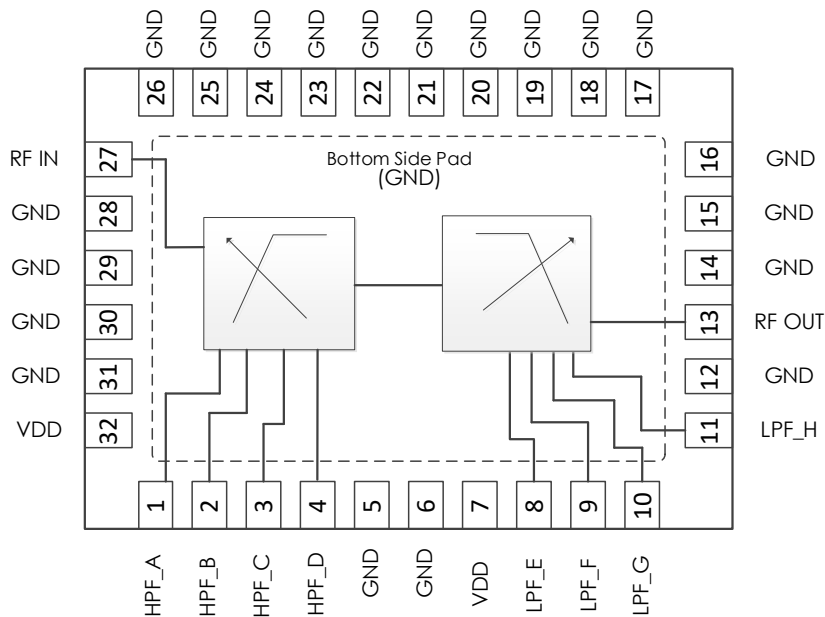 GND GND GND GND GND GND GND GND GND GND
26 25 24 23 22 21 20 19 18 17
RF IN 27
Bottom Side Pad
(GND)
16 GND
GND 28
15 GND
GND 29
14 GND
GND 30
13 RF OUT
GND 31
12 GND
VDD 32
11 LPF_H
1 2 3 4 5 6 7 8 9 10
HPF_A HPF_B HPF_C HPF_D GND GND VDD LPF_E LPF_F LPF_G